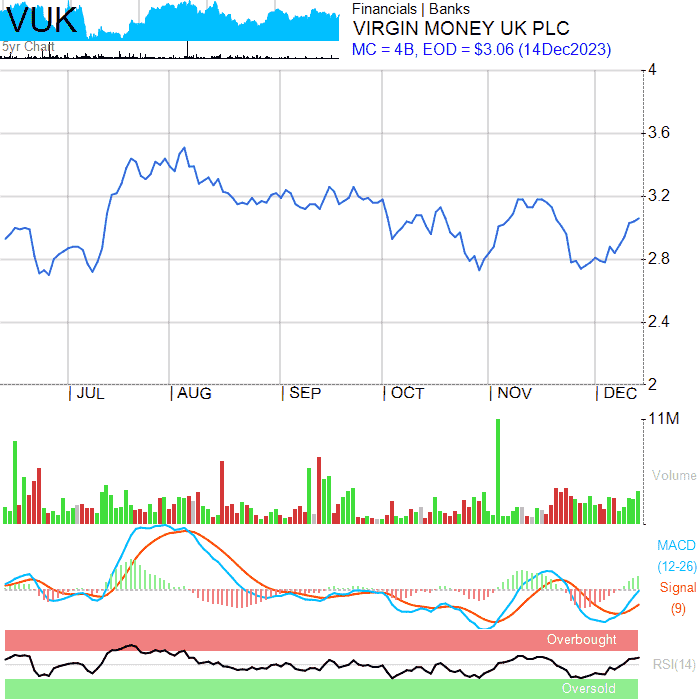 VUK
5yr Chart
Financials | Banks
VIRGIN MONEY UK PLC
MC = 4B, EOD = $3.06 (14Dec2023)
4
3.6
3.2
2.8
2.4
2
| JUL | AUG | SEP | OCT | NOV | DEC
11M
Volume
MACD
(12-26)
Signal
(9)
Overbought
RSI(14)
Oversold